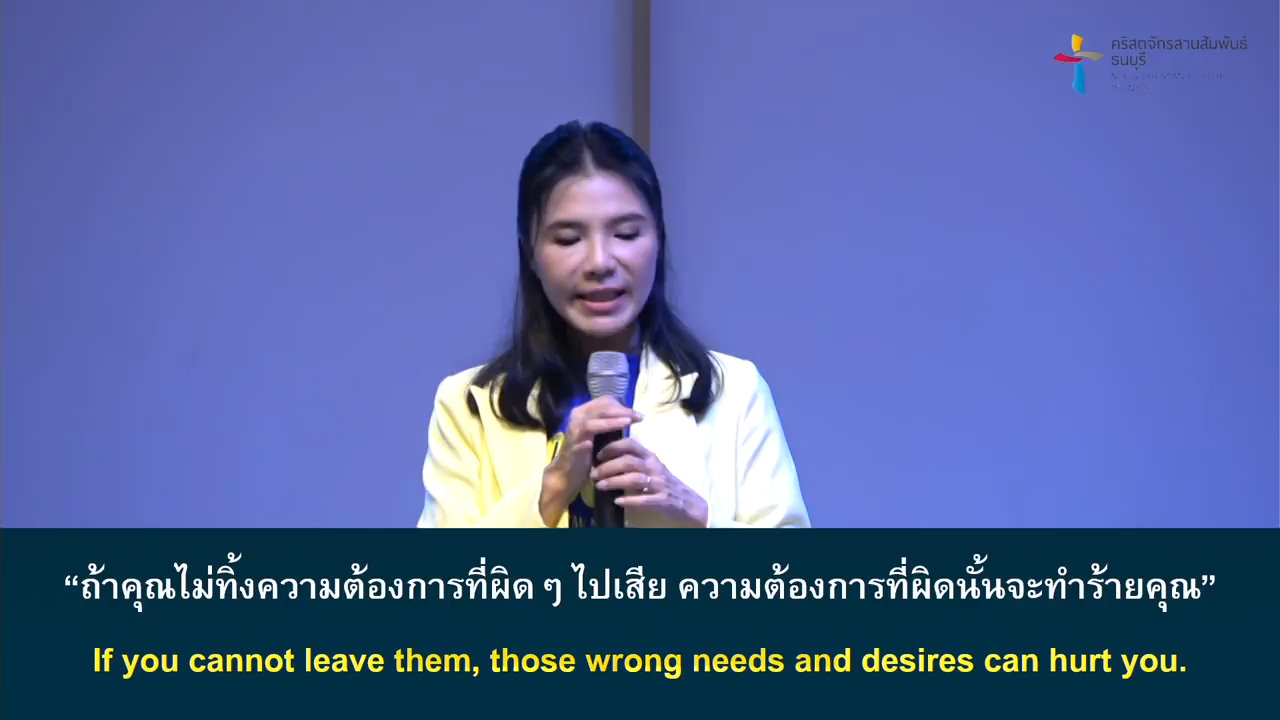 คริสตจักรสานสัมพันธ์
ธนบุรี
“ถ้าคุณไม่ทิ้งความต้องการที่ผิด ๆ ไปเสีย ความต้องการที่ผิดนั้นจะทำร้ายคุณ”
If you cannot leave them, those wrong needs and desires can hurt you.